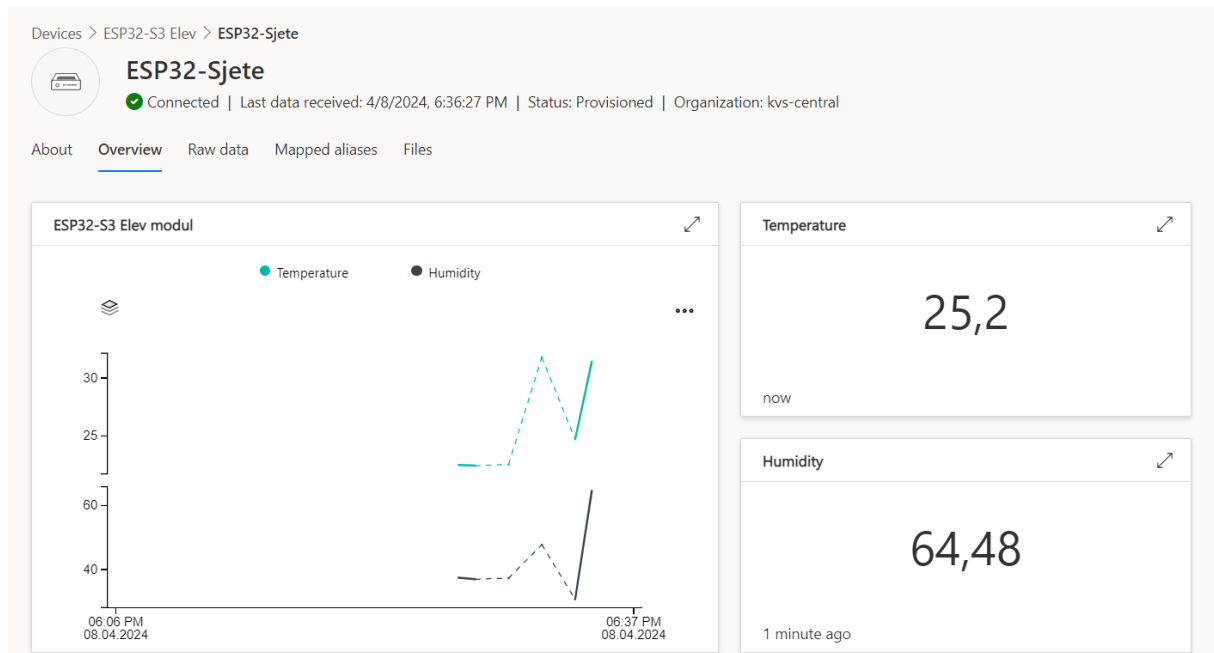 Devices > ESP32-S3 Elev > ESP32-Sjete
ESP32-Sjete
Connected | Last data received: 4/8/2024, 6:36:27 PM | Status: Provisioned | Organization: kvs-central
About Overview Raw data Mapped aliases Files
ESP32-S3 Elev modul
Temperature Humidity
30
25
60
40
06:06 PM 06:37 PM
08.04.2024 08.04.2024
Temperature
25,2
now
Humidity
64,48
1 minute ago